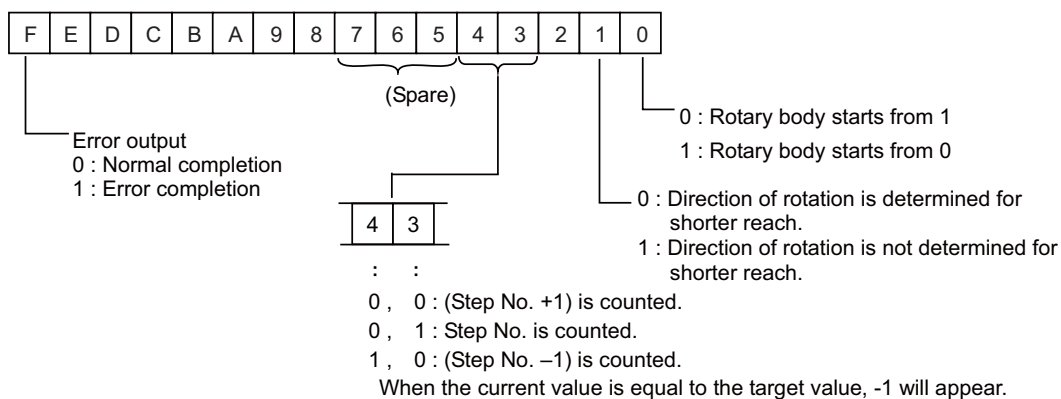 F E D C B A 9 8 7 6 5 4 3 2 1 0
(Spare)
Error output
0 : Normal completion
1 : Error completion
0 : Rotary body starts from 1
1 : Rotary body starts from 0
0 : Direction of rotation is determined for
shorter reach.
1 : Direction of rotation is not determined for
shorter reach.
4 3
: :
0 , 0 : (Step No. +1) is counted.
0 , 1 : Step No. is counted.
1 , 0 : (Step No. –1) is counted.
When the current value is equal to the target value, -1 will appear.